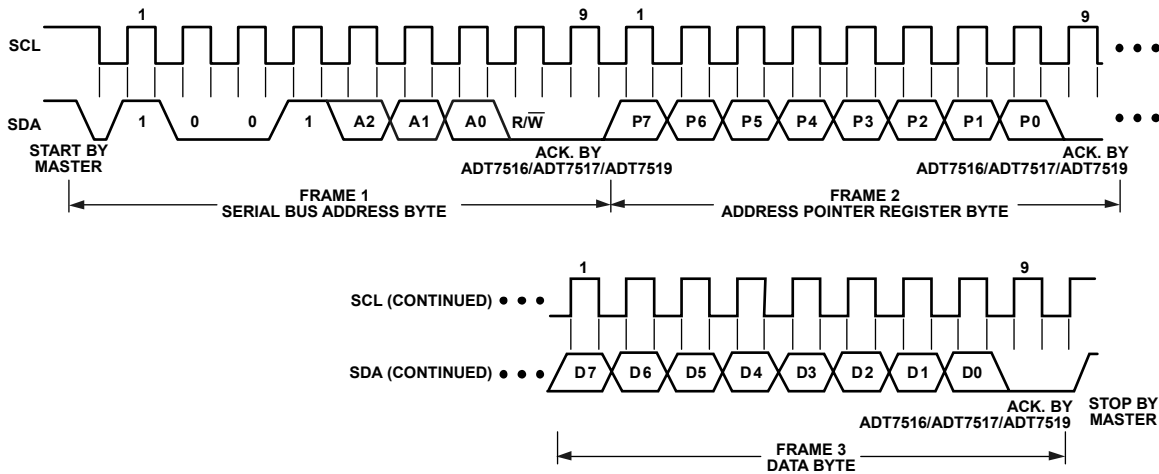 1 9 1 9
SCL
SDA 1 0 0 1 A2 A1 A0 R/W̅ P7 P6 P5 P4 P3 P2 P1 P0
START BY
MASTER
ACK. BY
ADT7516/ADT7517/ADT7519
ACK. BY
ADT7516/ADT7517/ADT7519
FRAME 1
SERIAL BUS ADDRESS BYTE
FRAME 2
ADDRESS POINTER REGISTER BYTE
1 9
SCL (CONTINUED)
SDA (CONTINUED) D7 D6 D5 D4 D3 D2 D1 D0
ACK. BY
ADT7516/ADT7517/ADT7519
STOP BY
MASTER
FRAME 3
DATA BYTE